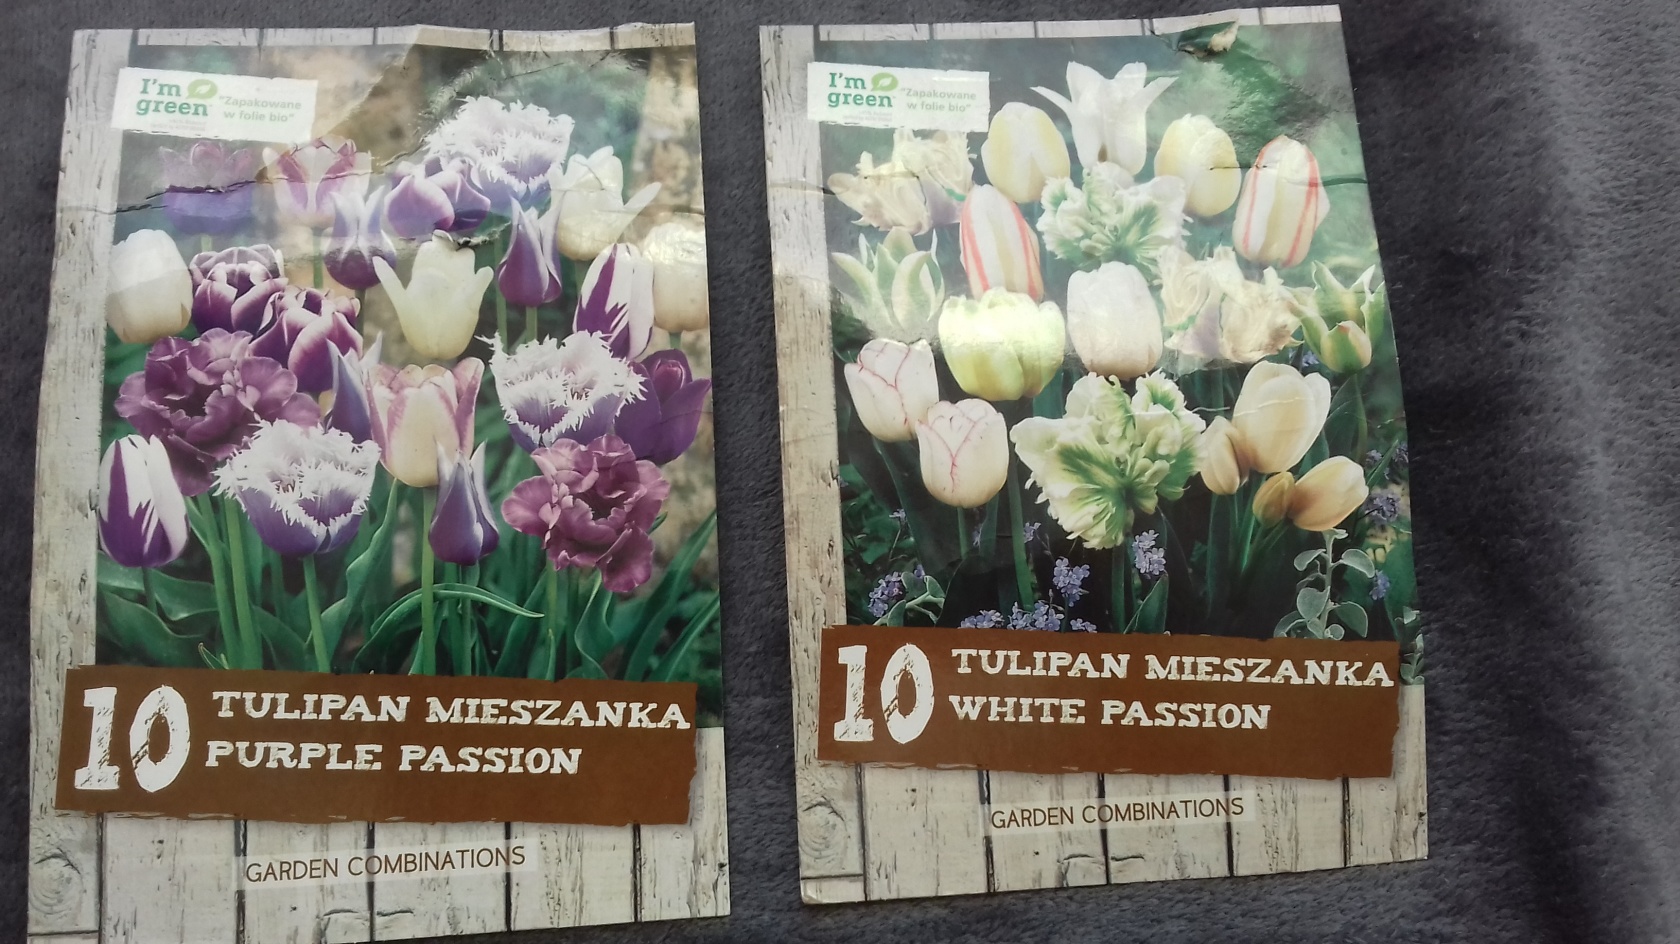 I'm
green
"Zapakowane
w folie bio"
10
TULIPAN MIESZANKA
PURPLE PASSION
GARDEN COMBINATIONS
I'm
green
"Zapakowane
w folie bio"
10
TULIPAN MIESZANKA
WHITE PASSION
GARDEN COMBINATIONS